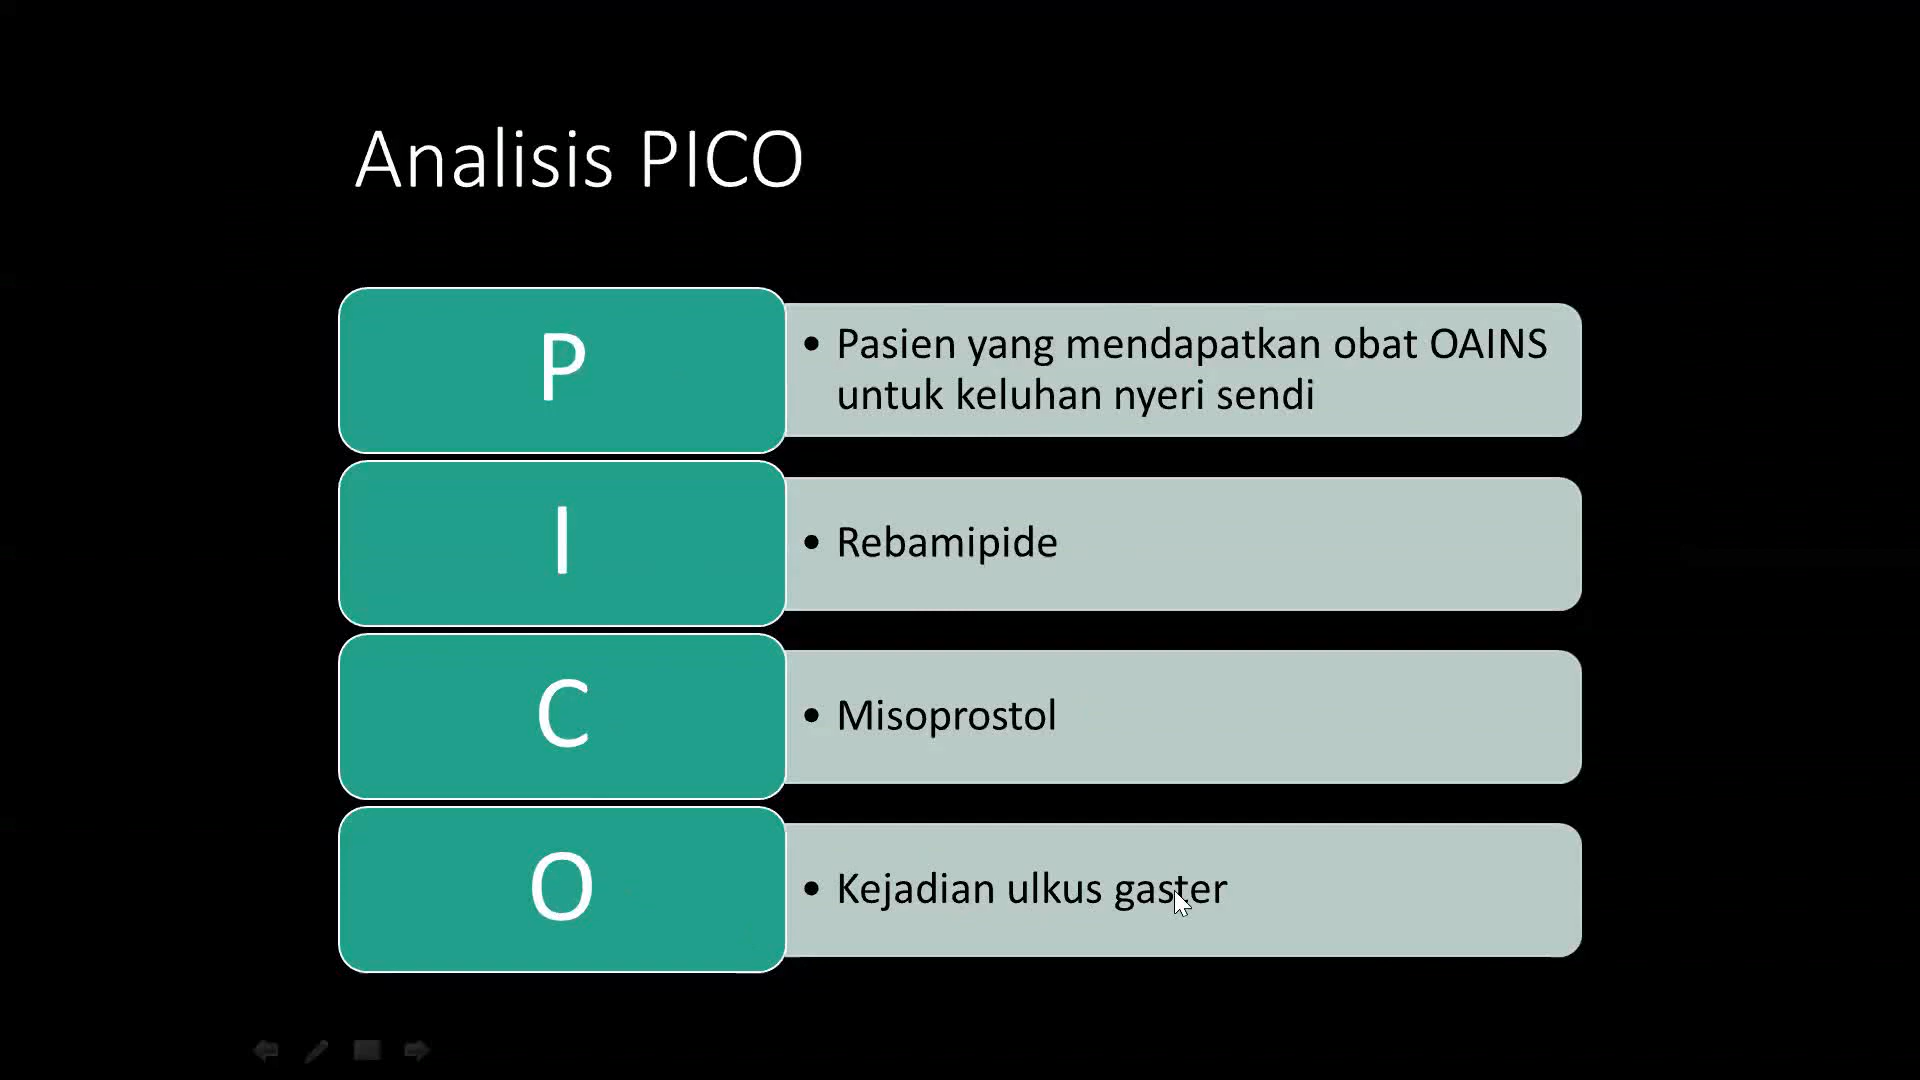 Analisis PICO
P
• Pasien yang mendapatkan obat OAINS
untuk keluhan nyeri sendi
I
• Rebamipide
C
• Misoprostol
O
• Kejadian ulkus gaster